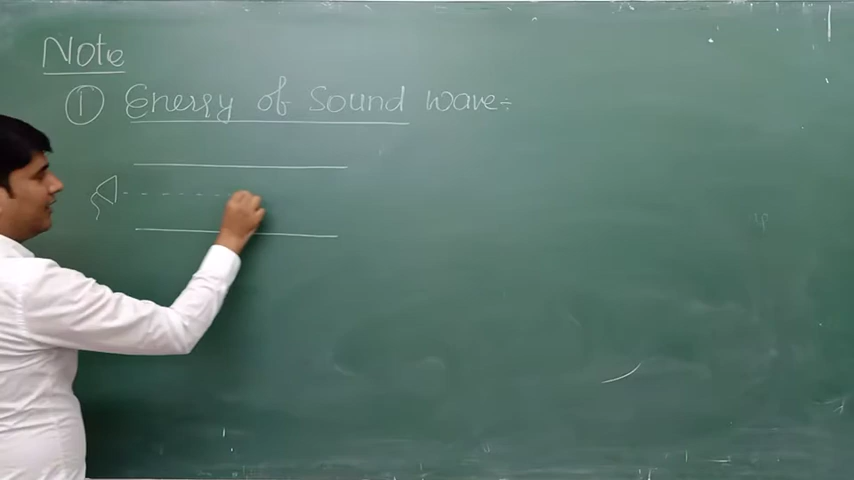 Note
① Energy of Sound wave ÷